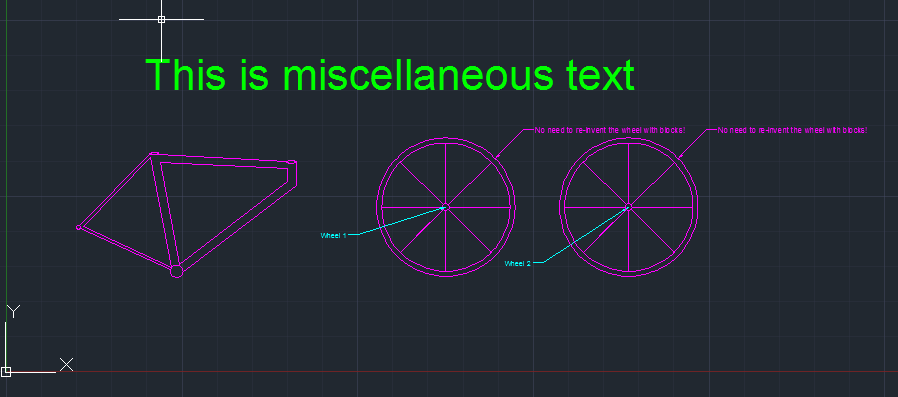 This is miscellaneous text
No need to re-invent the wheel with blocks!
No need to re-invent the wheel with blocks!
Wheel 1
Wheel 2
Y
X